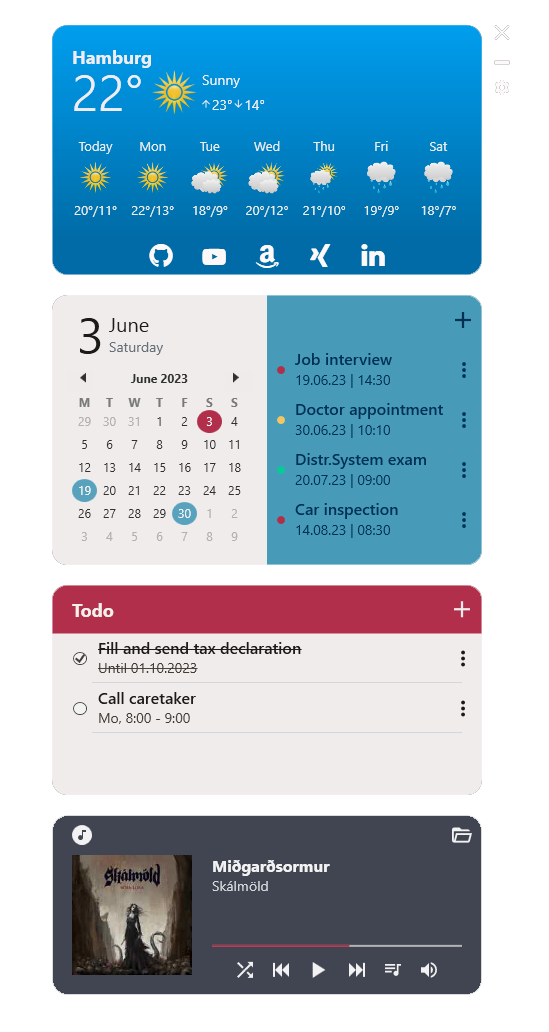 Hamburg
22°
Sunny
↑23°↓14°
Today Mon Tue Wed Thu Fri Sat
20°/11° 22°/13° 18°/9° 20°/12° 21°/10° 19°/9° 18°/7°
in
3 June
Saturday
June 2023
M T W T F S S
29 30 31 1 2 3 4
5 6 7 8 9 10 11
12 13 14 15 16 17 18
19 20 21 22 23 24 25
26 27 28 29 30 1 2
3 4 5 6 7 8 9
Job interview
19.06.23 | 14:30
Doctor appointment
30.06.23 | 10:10
Distr.System exam
20.07.23 | 09:00
Car inspection
14.08.23 | 08:30
Todo
Fill and send tax declaration
Until 01.10.2023
Call caretaker
Mo, 8:00 - 9:00
Skálmöld
Miðgarðsormur
Skálmöld